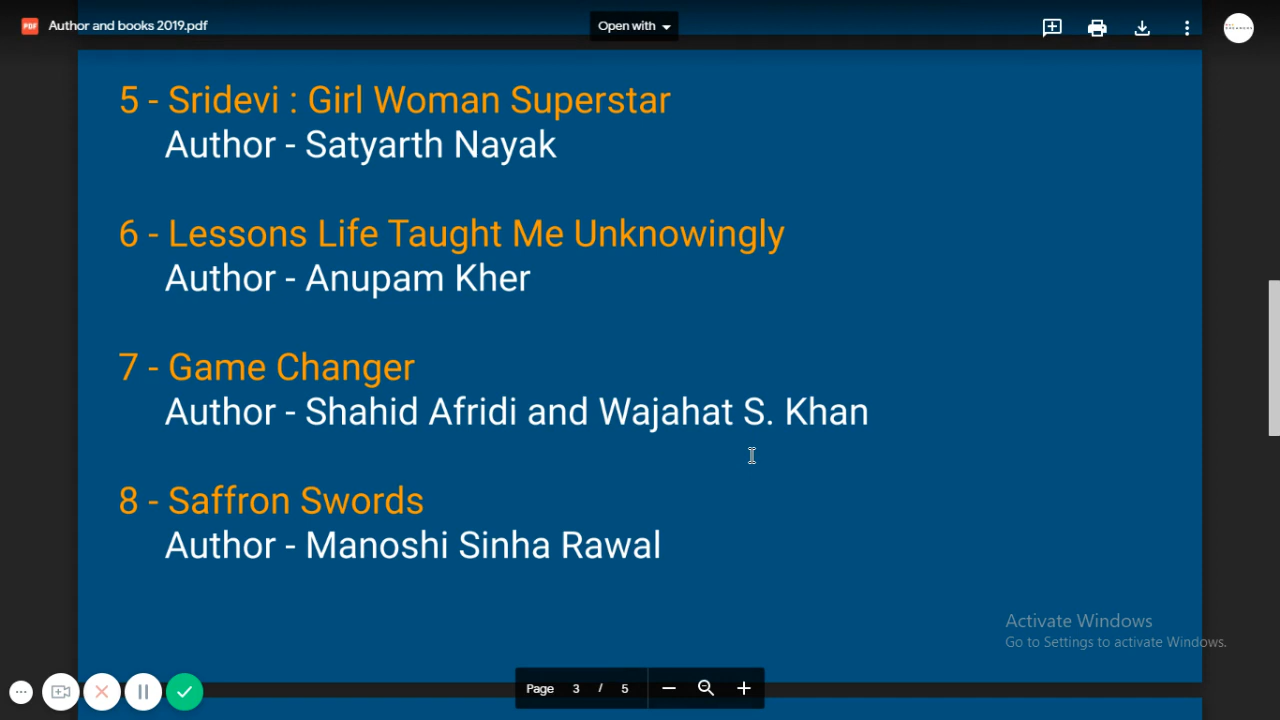 Author and books 2019.pdf
Open with
5 - Sridevi : Girl Woman Superstar
Author - Satyarth Nayak
6 - Lessons Life Taught Me Unknowingly
Author - Anupam Kher
7 - Game Changer
Author - Shahid Afridi and Wajahat S. Khan
8 - Saffron Swords
Author - Manoshi Sinha Rawal
Activate Windows
Go to Settings to activate Windows.
Page 3 / 5